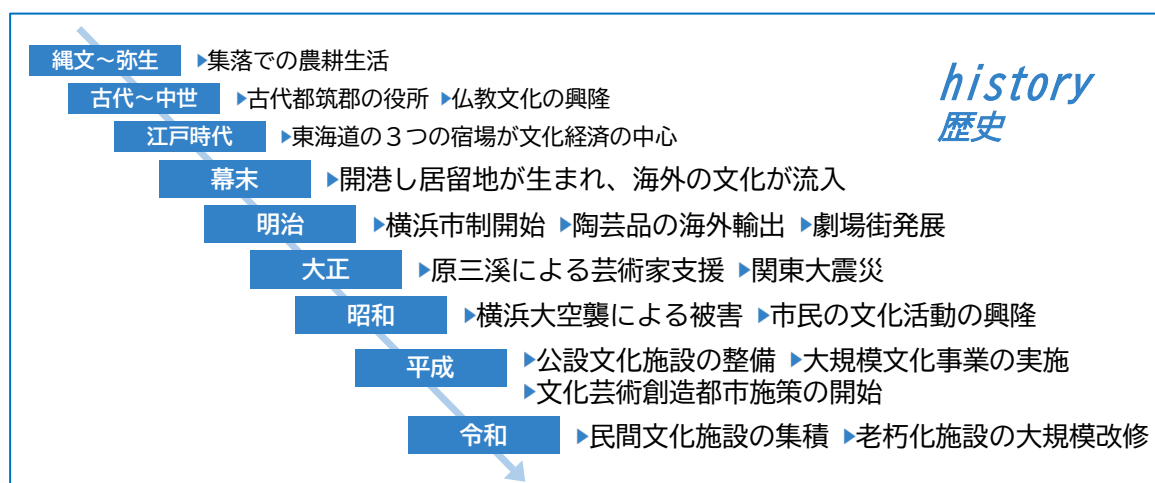 history
歴史
縄文～弥生 ▶集落での農耕生活
古代～中世 ▶古代都筑郡の役所 ▶仏教文化の興隆
江戸時代 ▶東海道の３つの宿場が文化経済の中心
幕末 ▶開港し居留地が生まれ、海外の文化が流入
明治 ▶横浜市制開始 ▶陶芸品の海外輸出 ▶劇場街発展
大正 ▶原三溪による芸術家支援 ▶関東大震災
昭和 ▶横浜大空襲による被害 ▶市民の文化活動の興隆
平成 ▶公設文化施設の整備 ▶大規模文化事業の実施
▶文化芸術創造都市施策の開始
令和 ▶民間文化施設の集積 ▶老朽化施設の大規模改修